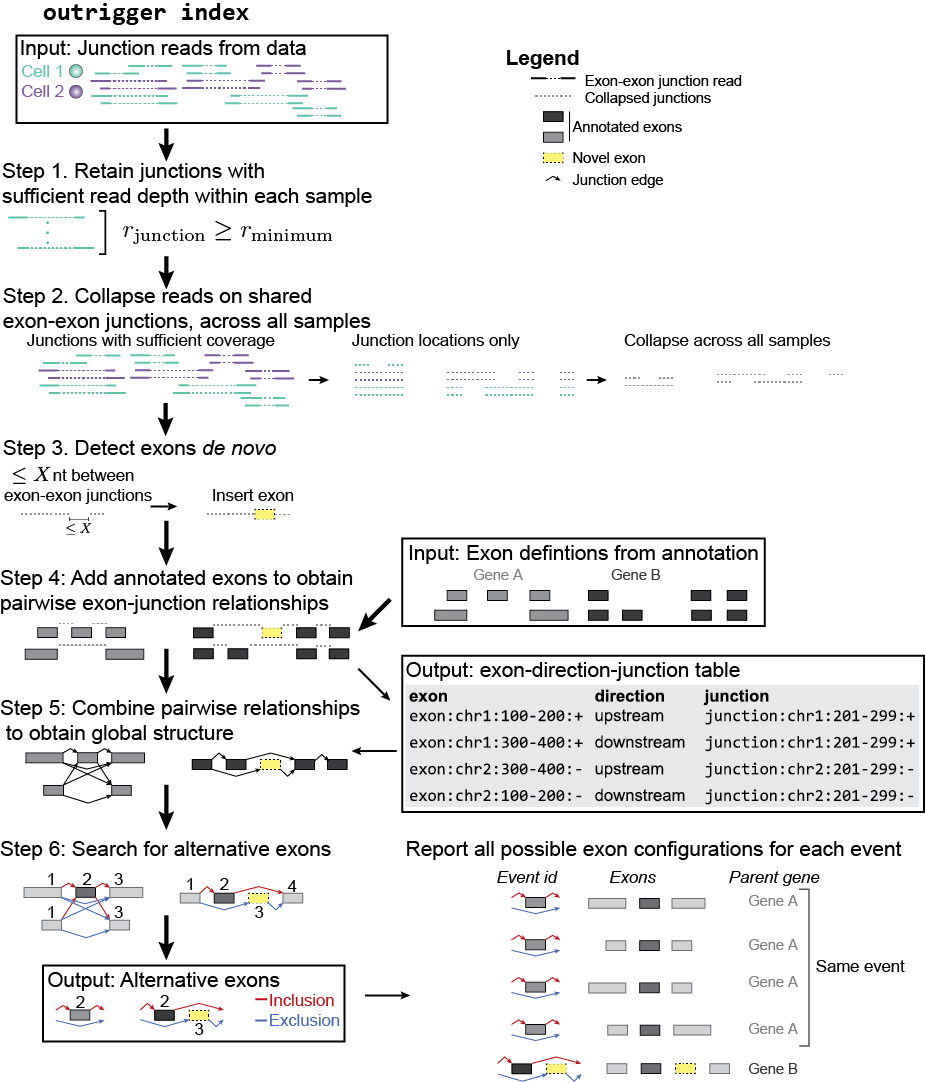 outrigger index
Input: Junction reads from data
Cell 1
Cell 2
Legend
Exon-exon junction read
Collapsed junctions
Annotated exons
Novel exon
Junction edge
Step 1. Retain junctions with
sufficient read depth within each sample
r junction ≥ r minimum
Step 2. Collapse reads on shared
exon-exon junctions, across all samples
Junctions with sufficient coverage
Junction locations only
Collapse across all samples
Step 3. Detect exons de novo
≤ X nt between
exon-exon junctions
≤ X
Insert exon
Input: Exon defintions from annotation
Gene A
Gene B
Step 4: Add annotated exons to obtain
pairwise exon-junction relationships
Output: exon-direction-junction table
exon direction junction
exon:chr1:100-200:+ upstream junction:chr1:201-299:+
exon:chr1:300-400:+ downstream junction:chr1:201-299:+
exon:chr2:300-400:- upstream junction:chr2:201-299:-
exon:chr2:100-200:- downstream junction:chr2:201-299:-
Step 5: Combine pairwise relationships
to obtain global structure
Step 6: Search for alternative exons
1 2 3
1 3
1 2 4
3
Output: Alternative exons
2
2
3
Inclusion
Exclusion
Report all possible exon configurations for each event
Event id Exons Parent gene
Gene A
Gene A
Gene A
Gene A
Same event
Gene B